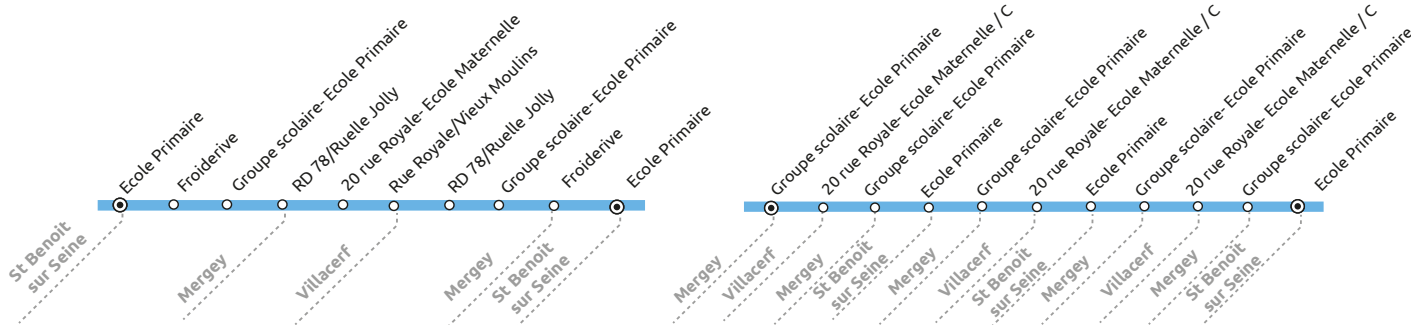 Ecole Primaire
Froiderive
Groupe scolaire- Ecole Primaire
RD 78/Ruelle Jolly
20 rue Royale- Ecole Maternelle
Rue Royale/Vieux Moulins
RD 78/Ruelle Jolly
Groupe scolaire- Ecole Primaire
Froiderive
Ecole Primaire
St Benoit
sur Seine
Mergey
Villacerf
Mergey
St Benoit
sur Seine
Groupe scolaire- Ecole Primaire
20 rue Royale- Ecole Maternelle / C
Groupe scolaire- Ecole Primaire
Ecole Primaire
Groupe scolaire- Ecole Primaire
20 rue Royale- Ecole Maternelle / C
Ecole Primaire
Groupe scolaire- Ecole Primaire
20 rue Royale- Ecole Maternelle / C
Groupe scolaire- Ecole Primaire
Ecole Primaire
Mergey
Villacerf
Mergey
St Benoit
sur Seine
Mergey
Villacerf
St Benoit
sur Seine
Mergey
Villacerf
Mergey
St Benoit
sur Seine